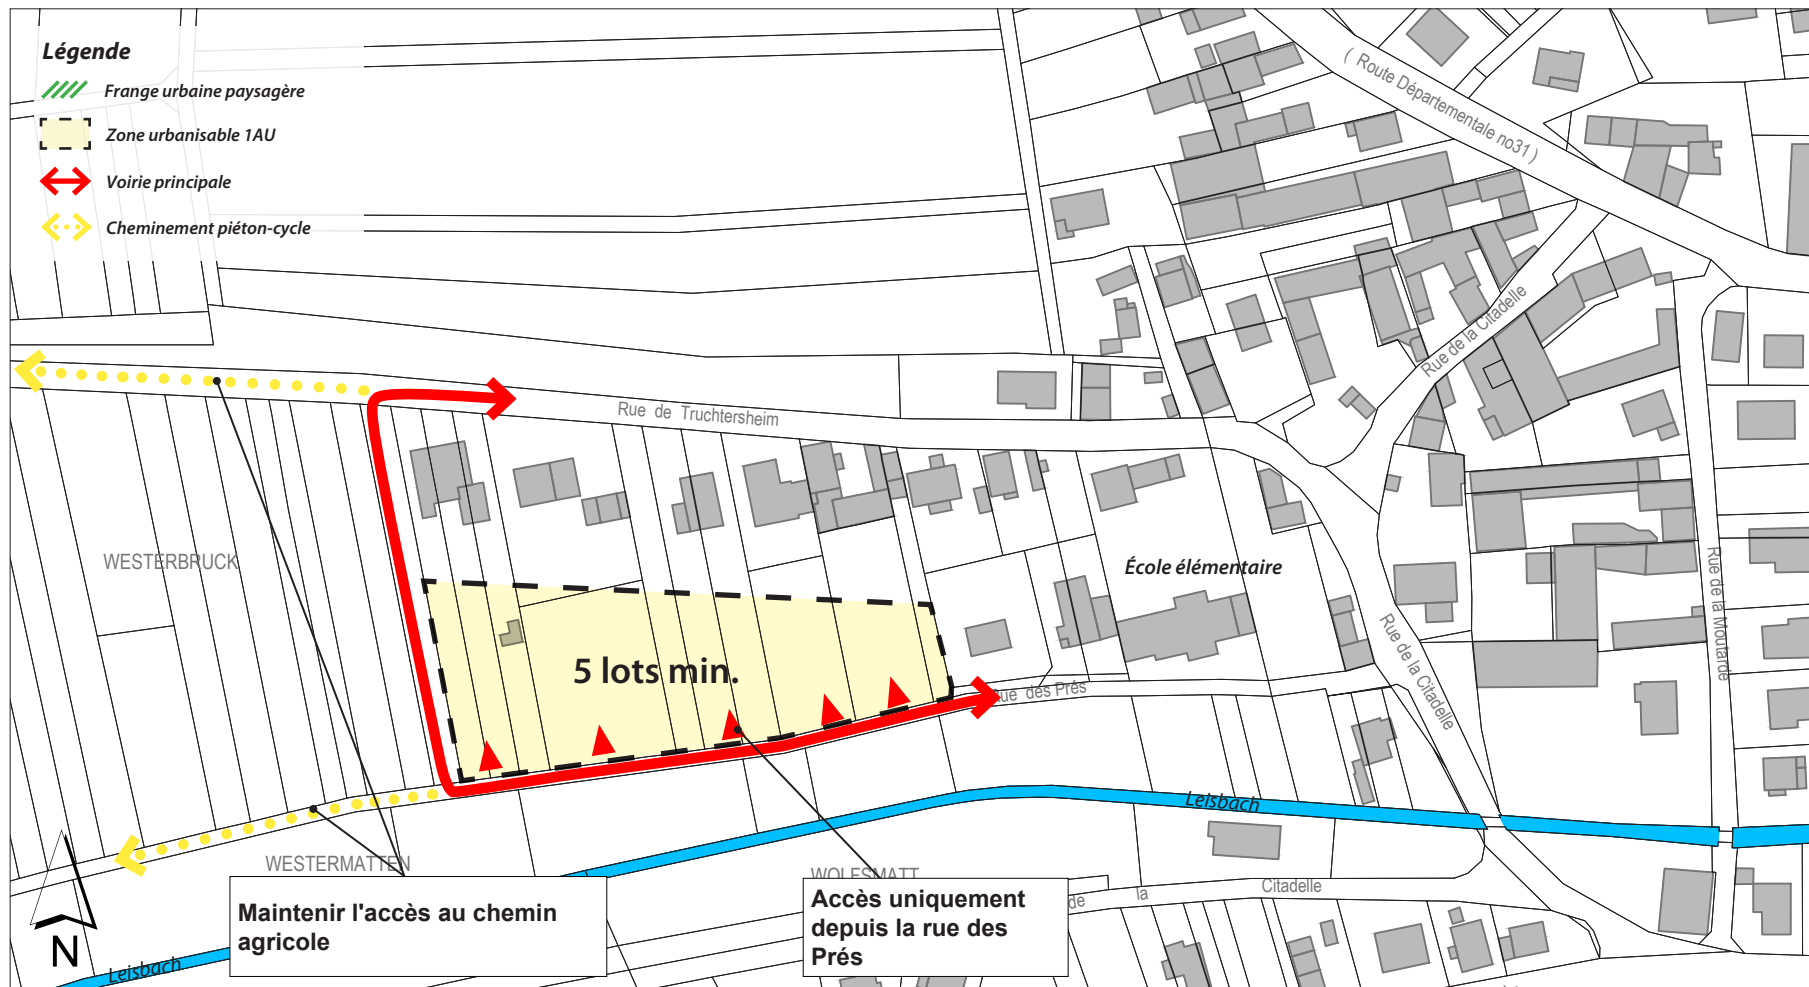 Légende
Frange urbaine paysagère
Zone urbanisable 1AU
Voirie principale
Cheminement piéton-cycle
( Route Départementale no31 )
Rue de la Citadelle
Rue de Truchtersheim
WESTERBRUCK
École élémentaire
Rue de la Moutarde
5 lots min.
Rue des Prés
Rue de la Citadelle
Leisbach
WESTERMATTEN
WOLFSMATT
Citadelle
la
de
Maintenir l'accès au chemin
agricole
Accès uniquement
depuis la rue des
Prés
N
Leisbach